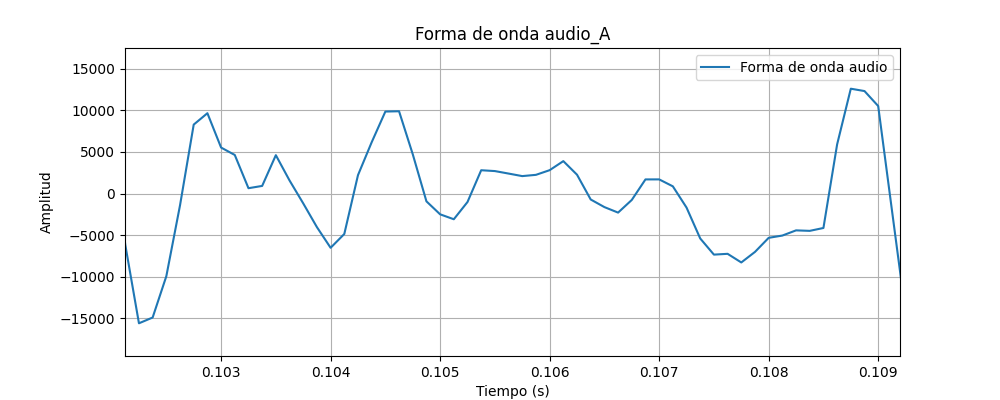 Forma de onda audio_A
Forma de onda audio
15000
10000
5000
0
−5000
−10000
−15000
Amplitud
0.103 0.104 0.105 0.106 0.107 0.108 0.109
Tiempo (s)